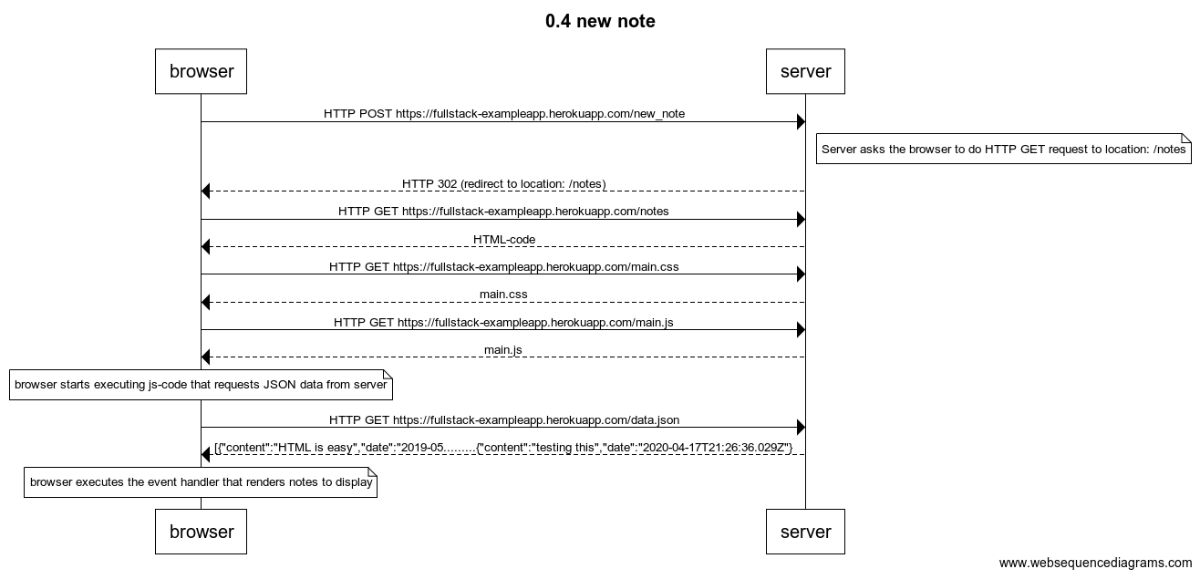 0.4 new note
browser
server
HTTP POST https://fullstack-exampleapp.herokuapp.com/new_note
Server asks the browser to do HTTP GET request to location: /notes
HTTP 302 (redirect to location: /notes)
HTTP GET https://fullstack-exampleapp.herokuapp.com/notes
HTML-code
HTTP GET https://fullstack-exampleapp.herokuapp.com/main.css
main.css
HTTP GET https://fullstack-exampleapp.herokuapp.com/main.js
main.js
browser starts executing js-code that requests JSON data from server
HTTP GET https://fullstack-exampleapp.herokuapp.com/data.json
[{"content":"HTML is easy","date":"2019-05.........{"content":"testing this","date":"2020-04-17T21:26:36.029Z"}
browser executes the event handler that renders notes to display
browser
server
www.websequencediagrams.com